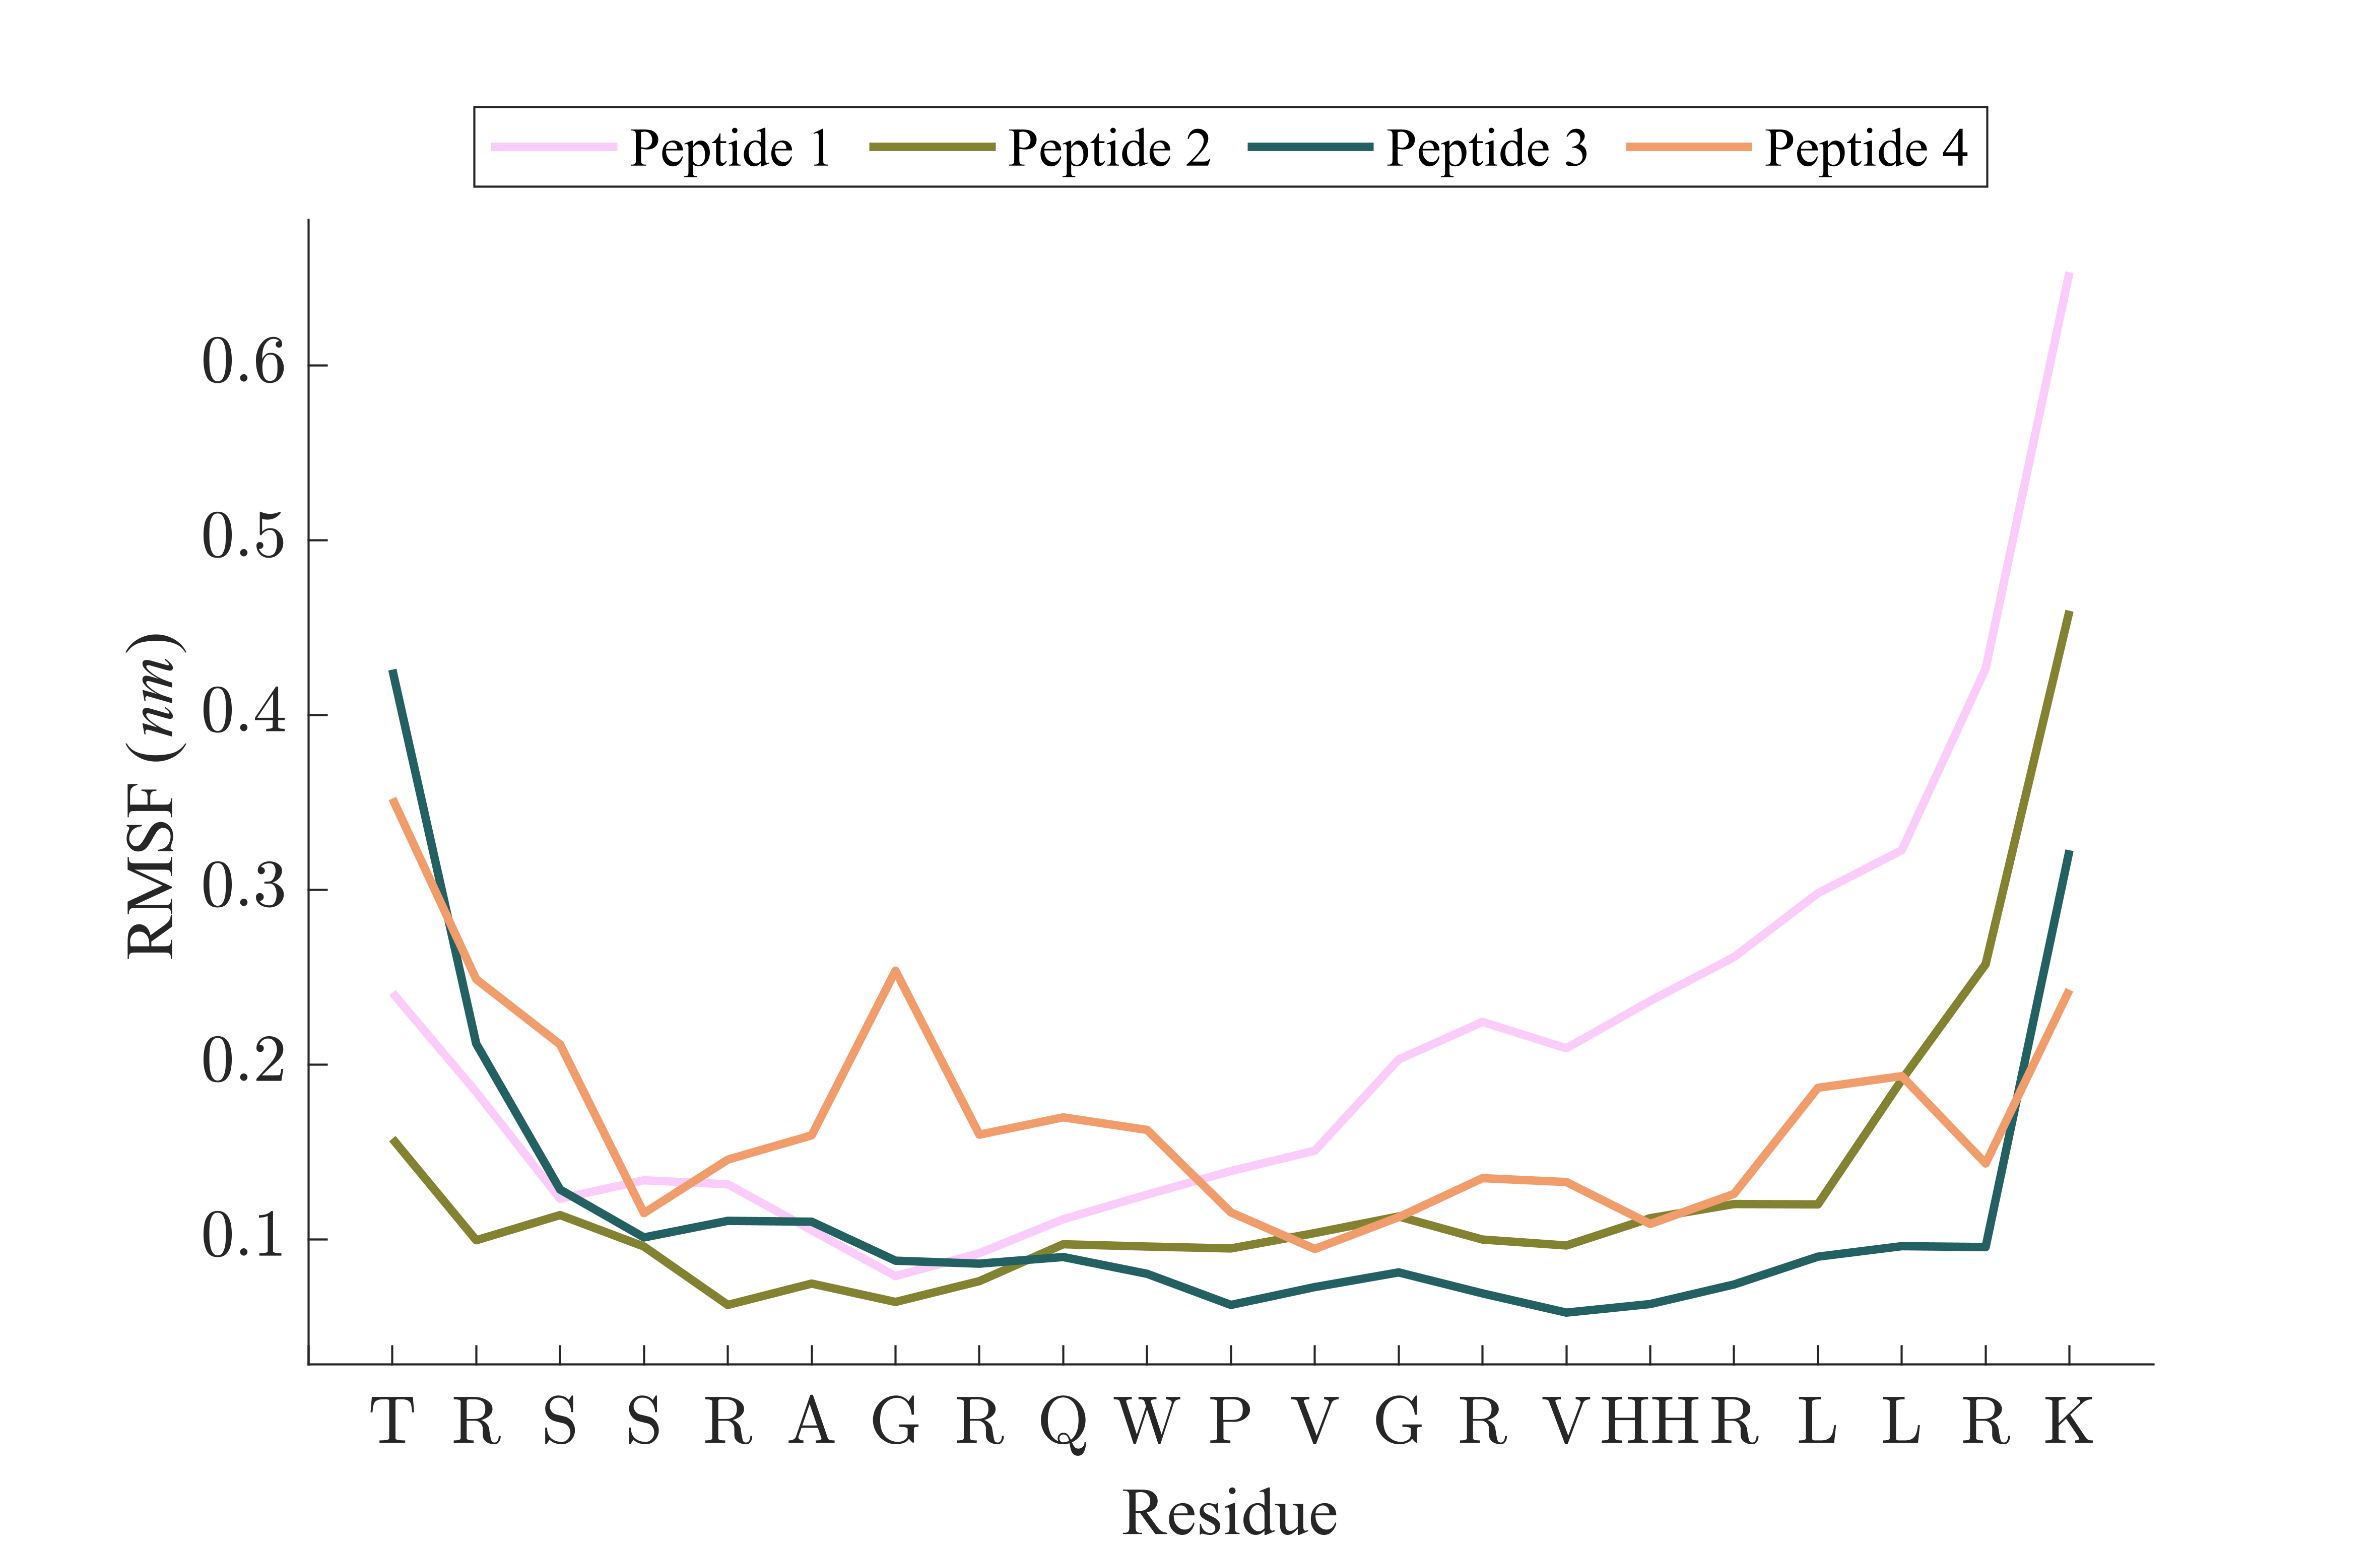 Peptide 1 Peptide 2 Peptide 3 Peptide 4
0.6
0.5
0.4
0.3
0.2
0.1
RMSF (nm)
T R S S R A G R Q W P V G R V HH R L L R K
Residue